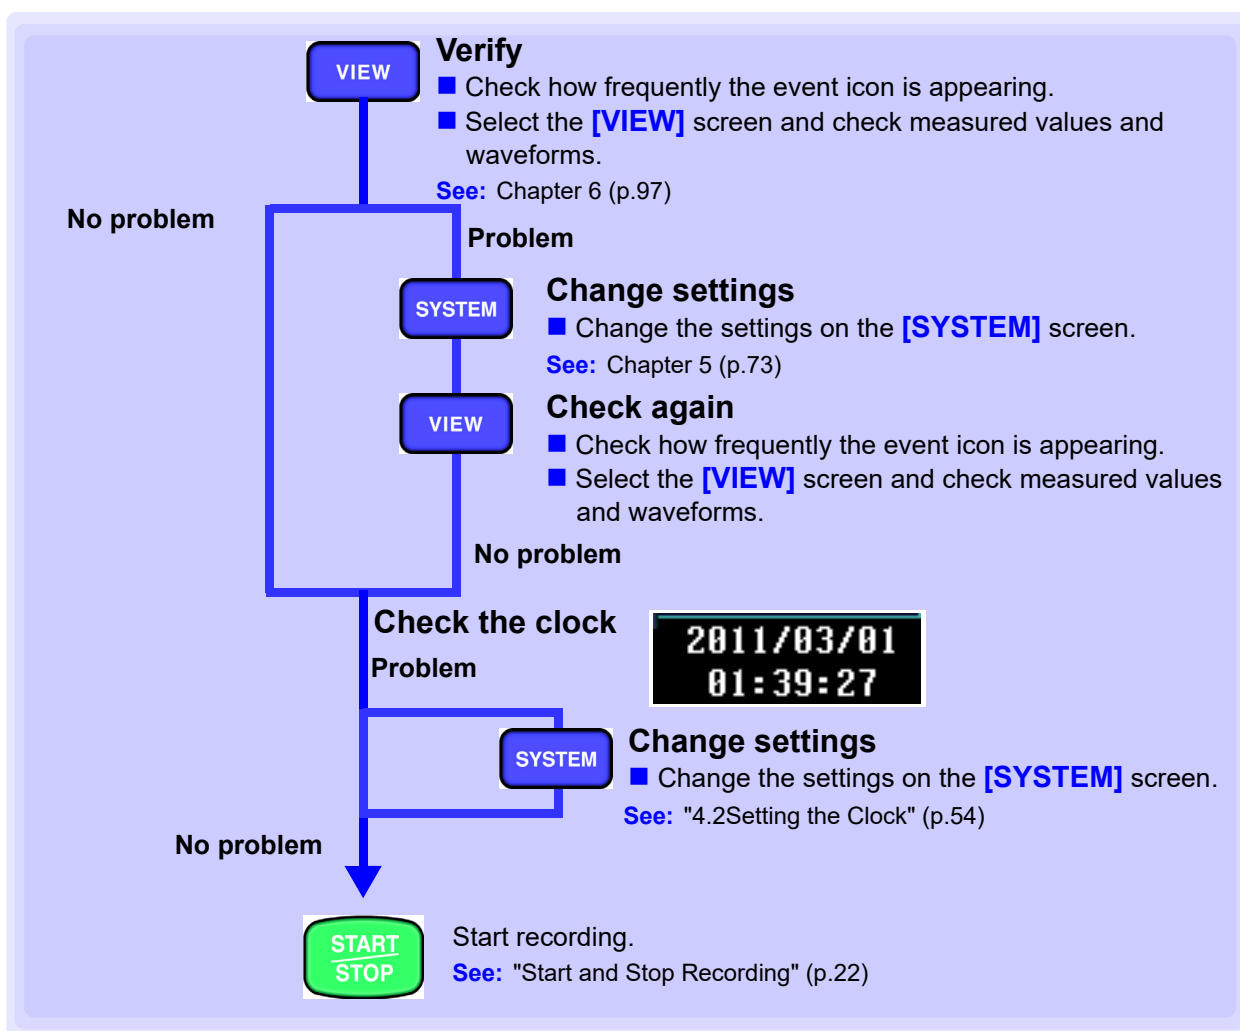 VIEW
Verify
■ Check how frequently the event icon is appearing.
■ Select the [VIEW] screen and check measured values and
waveforms.
See: Chapter 6 (p.97)
No problem
Problem
SYSTEM
Change settings
■ Change the settings on the [SYSTEM] screen.
See: Chapter 5 (p.73)
VIEW
Check again
■ Check how frequently the event icon is appearing.
■ Select the [VIEW] screen and check measured values
and waveforms.
No problem
Check the clock
2011/03/01
01:39:27
Problem
SYSTEM
Change settings
■ Change the settings on the [SYSTEM] screen.
See: "4.2Setting the Clock" (p.54)
No problem
START
STOP
Start recording.
See: "Start and Stop Recording" (p.22)